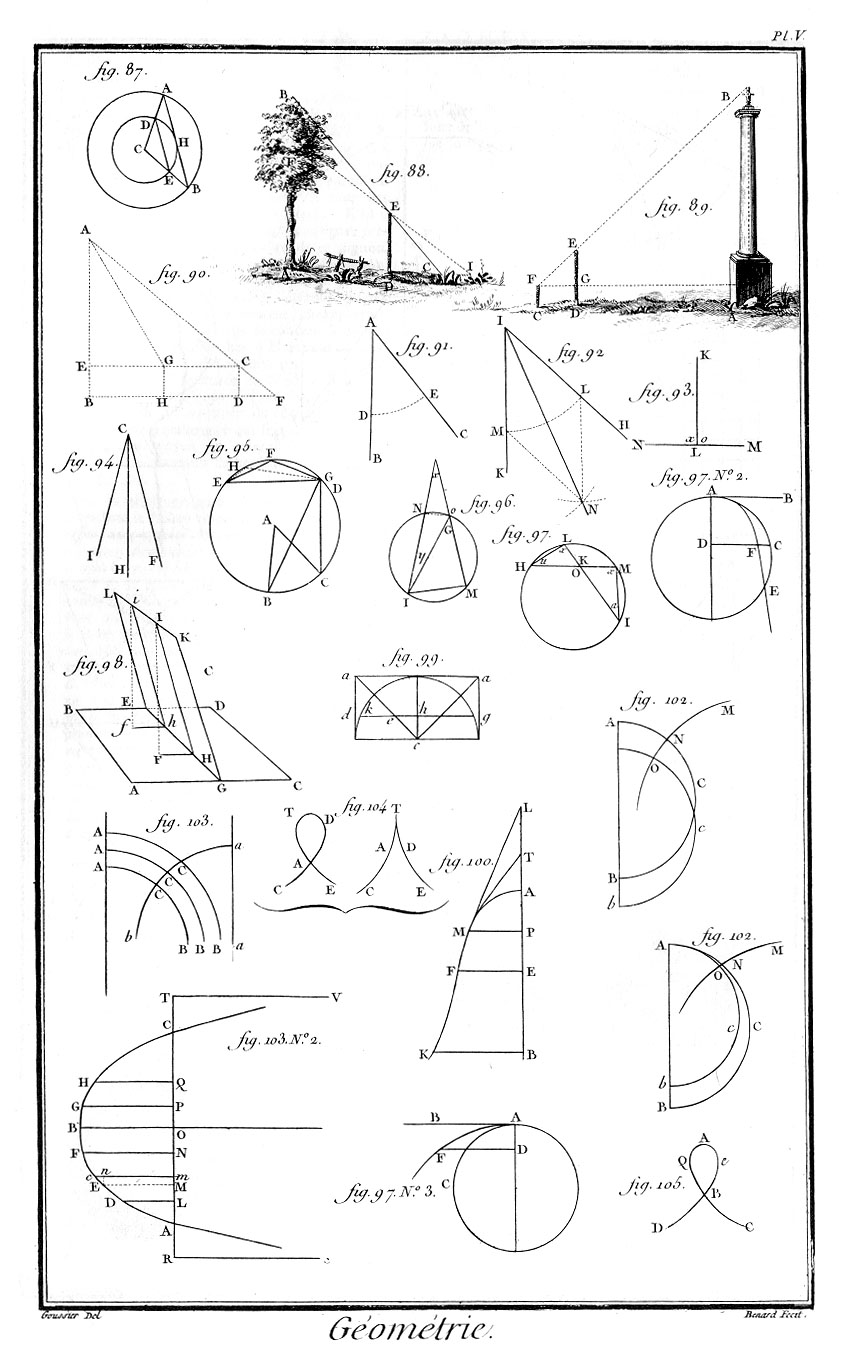 Pl. V.
fig. 87.
A
D
H
C
E
B
fig. 88.
B
E
A
D
C
I
fig. 89.
B
E
F
G
C
D
A
fig. 90.
A
E
G
C
B
H
D
F
fig. 91.
A
E
D
C
B
fig. 92
I
L
H
M
K
N
fig. 93.
K
x o
N
L
M
fig. 94.
C
I
H
F
fig. 95.
F
H
E
G
D
A
B
C
fig. 96.
x
N
o
G
y
I
M
fig. 97.
L
x
H
u
K
O
x
M
a
I
fig. 97. N.º 2.
A
B
D
F
C
E
fig. 98.
L
i
I
K
C
B
E
D
f
h
F
H
A
G
C
fig. 99.
a
a
d
k
e
h
g
c
fig. 102.
M
A
N
O
C
c
B
b
fig. 103.
A
A
A
a
C
C
C
b
B
B
B
a
fig. 104
T
D
A
C
E
T
A
D
C
E
fig. 100.
L
T
A
M
P
F
E
K
B
fig. 102.
A
M
N
O
c
C
b
B
fig. 103. N.º 2.
T
V
C
H
Q
G
P
B
O
F
N
c
n
m
E
M
D
L
A
R
fig. 97. N.º 3.
B
A
F
D
C
fig. 105.
A
Q
e
B
D
C
Goussier Del
Benard Fecit.
Géométrie.